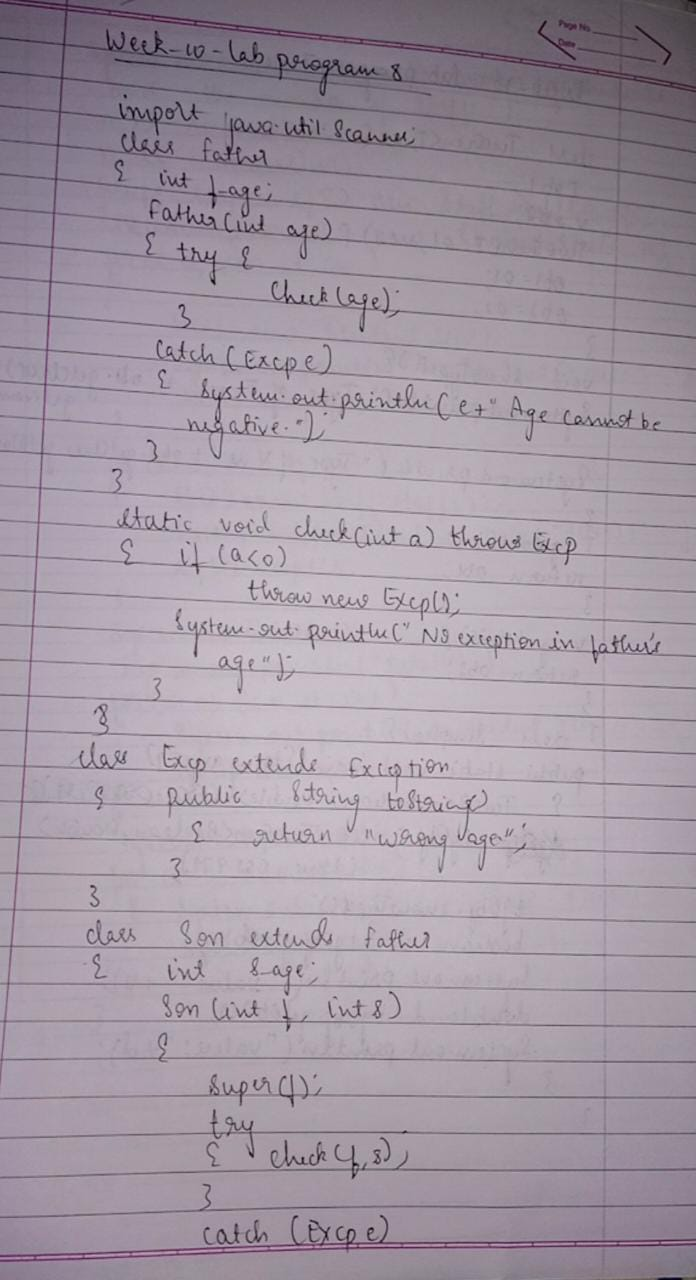 Page No.
Date
Week-10-Lab program 8
import java.util.Scanner;
class father
{ int f-age;
Father(int age)
{ try {
Check(age);
}
catch(Excp e)
{ System.out.println(e+" Age cannot be
negative.");
}
}
static void check(int a) throws Excp
{ if (a<0)
throw new Excp();
System.out.println(" No exception in father's
age");
}
}
class Excp extends Exception
{ public String toString()
{ return "wrong age";
}
}
class Son extends father
{ int s-age;
Son (int f, int s)
{
super(f);
try
{ check(f,s);
}
catch (Excp e)